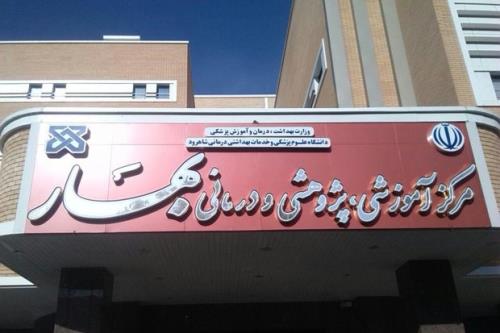 وزارت بهداشت، درمان و آموزش پزشکی
دانشگاه علوم پزشکی و خدمات بهداشتی درمانی شاهرود
مرکز آموزشی، پژوهشی و درمانی بهار